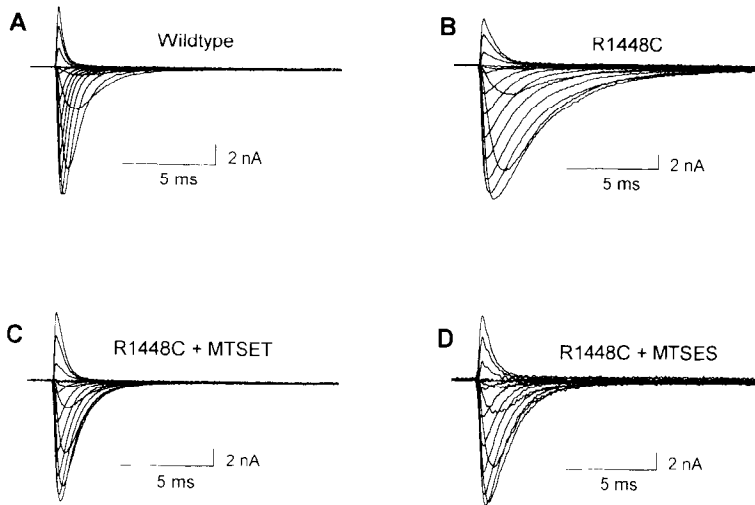 A
Wildtype
2 nA
5 ms
B
R1448C
2 nA
5 ms
C
R1448C + MTSET
2 nA
5 ms
D
R1448C + MTSES
2 nA
5 ms